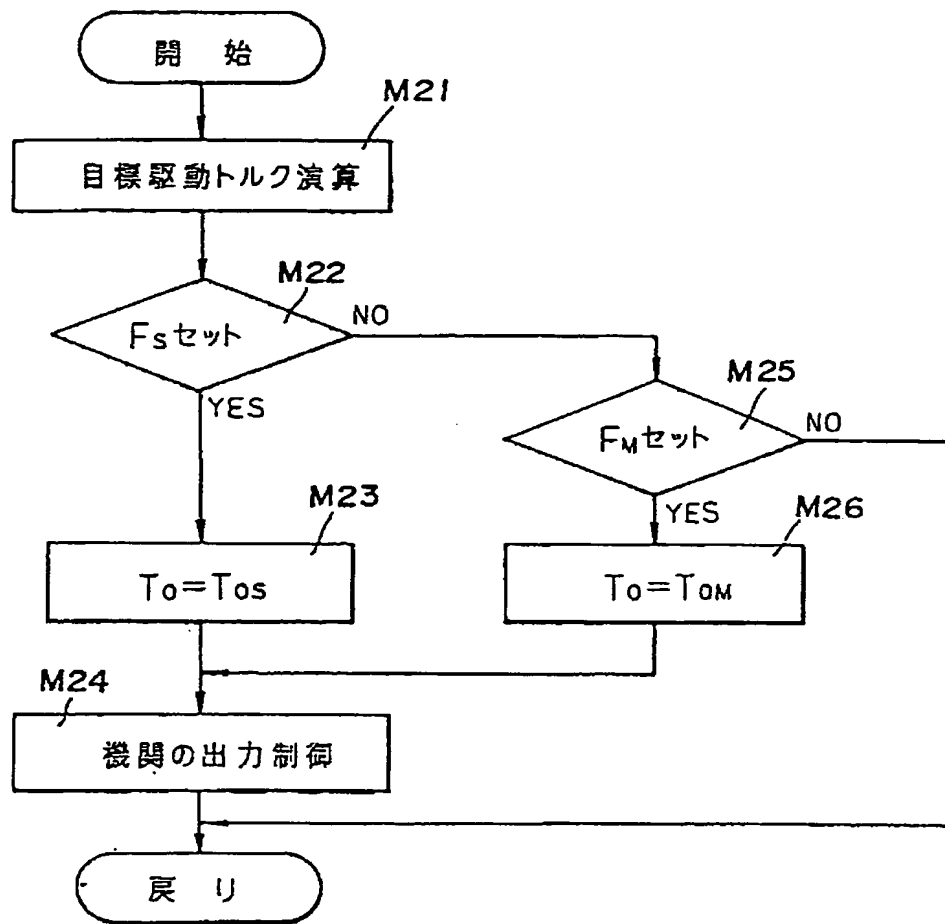 開始
M21
目標駆動トルク演算
M22
FSセット
NO
YES
M25
FMセット
NO
YES
M23
TO=TOS
M26
TO=TOM
M24
機関の出力制御
戻り